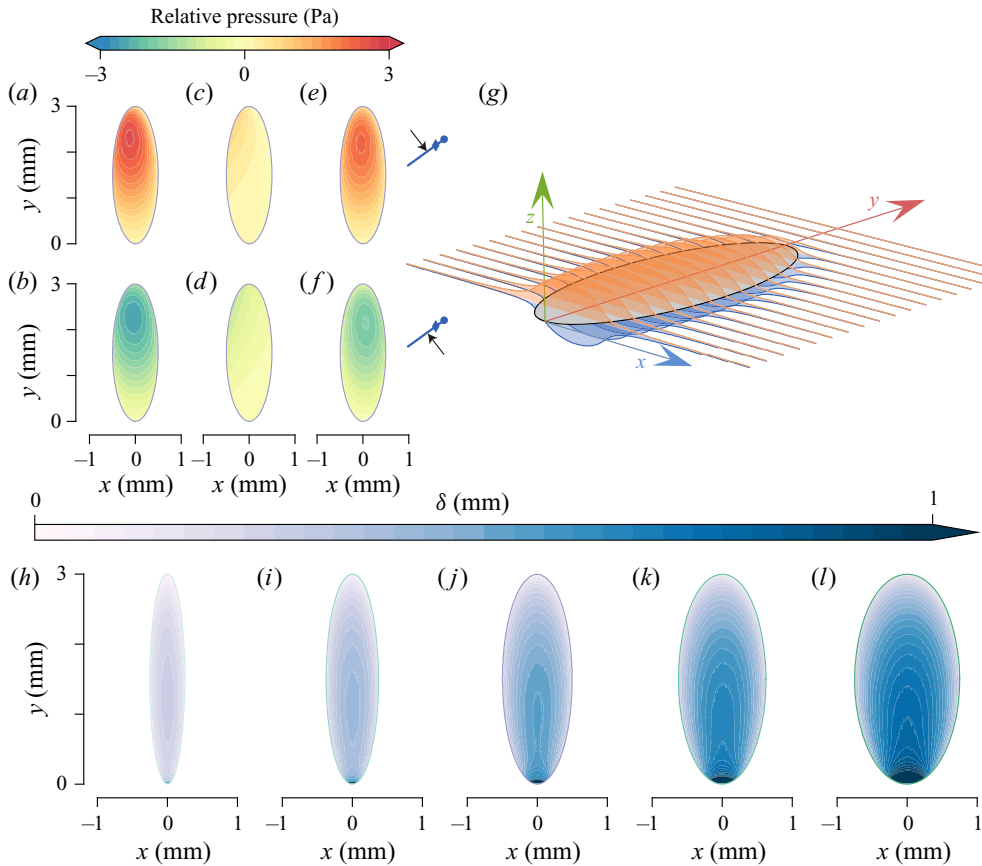 Relative pressure (Pa)
−3 0 3
(a) (c) (e) (g)
3
y (mm)
0
z
y
x
(b) (d) (f)
3
y (mm)
0
−1 0 1 −1 0 1 −1 0 1
x (mm) x (mm) x (mm)
0 δ (mm) 1
(h) (i) (j) (k) (l)
3
y (mm)
0
−1 0 1 −1 0 1 −1 0 1 −1 0 1 −1 0 1
x (mm) x (mm) x (mm) x (mm) x (mm)